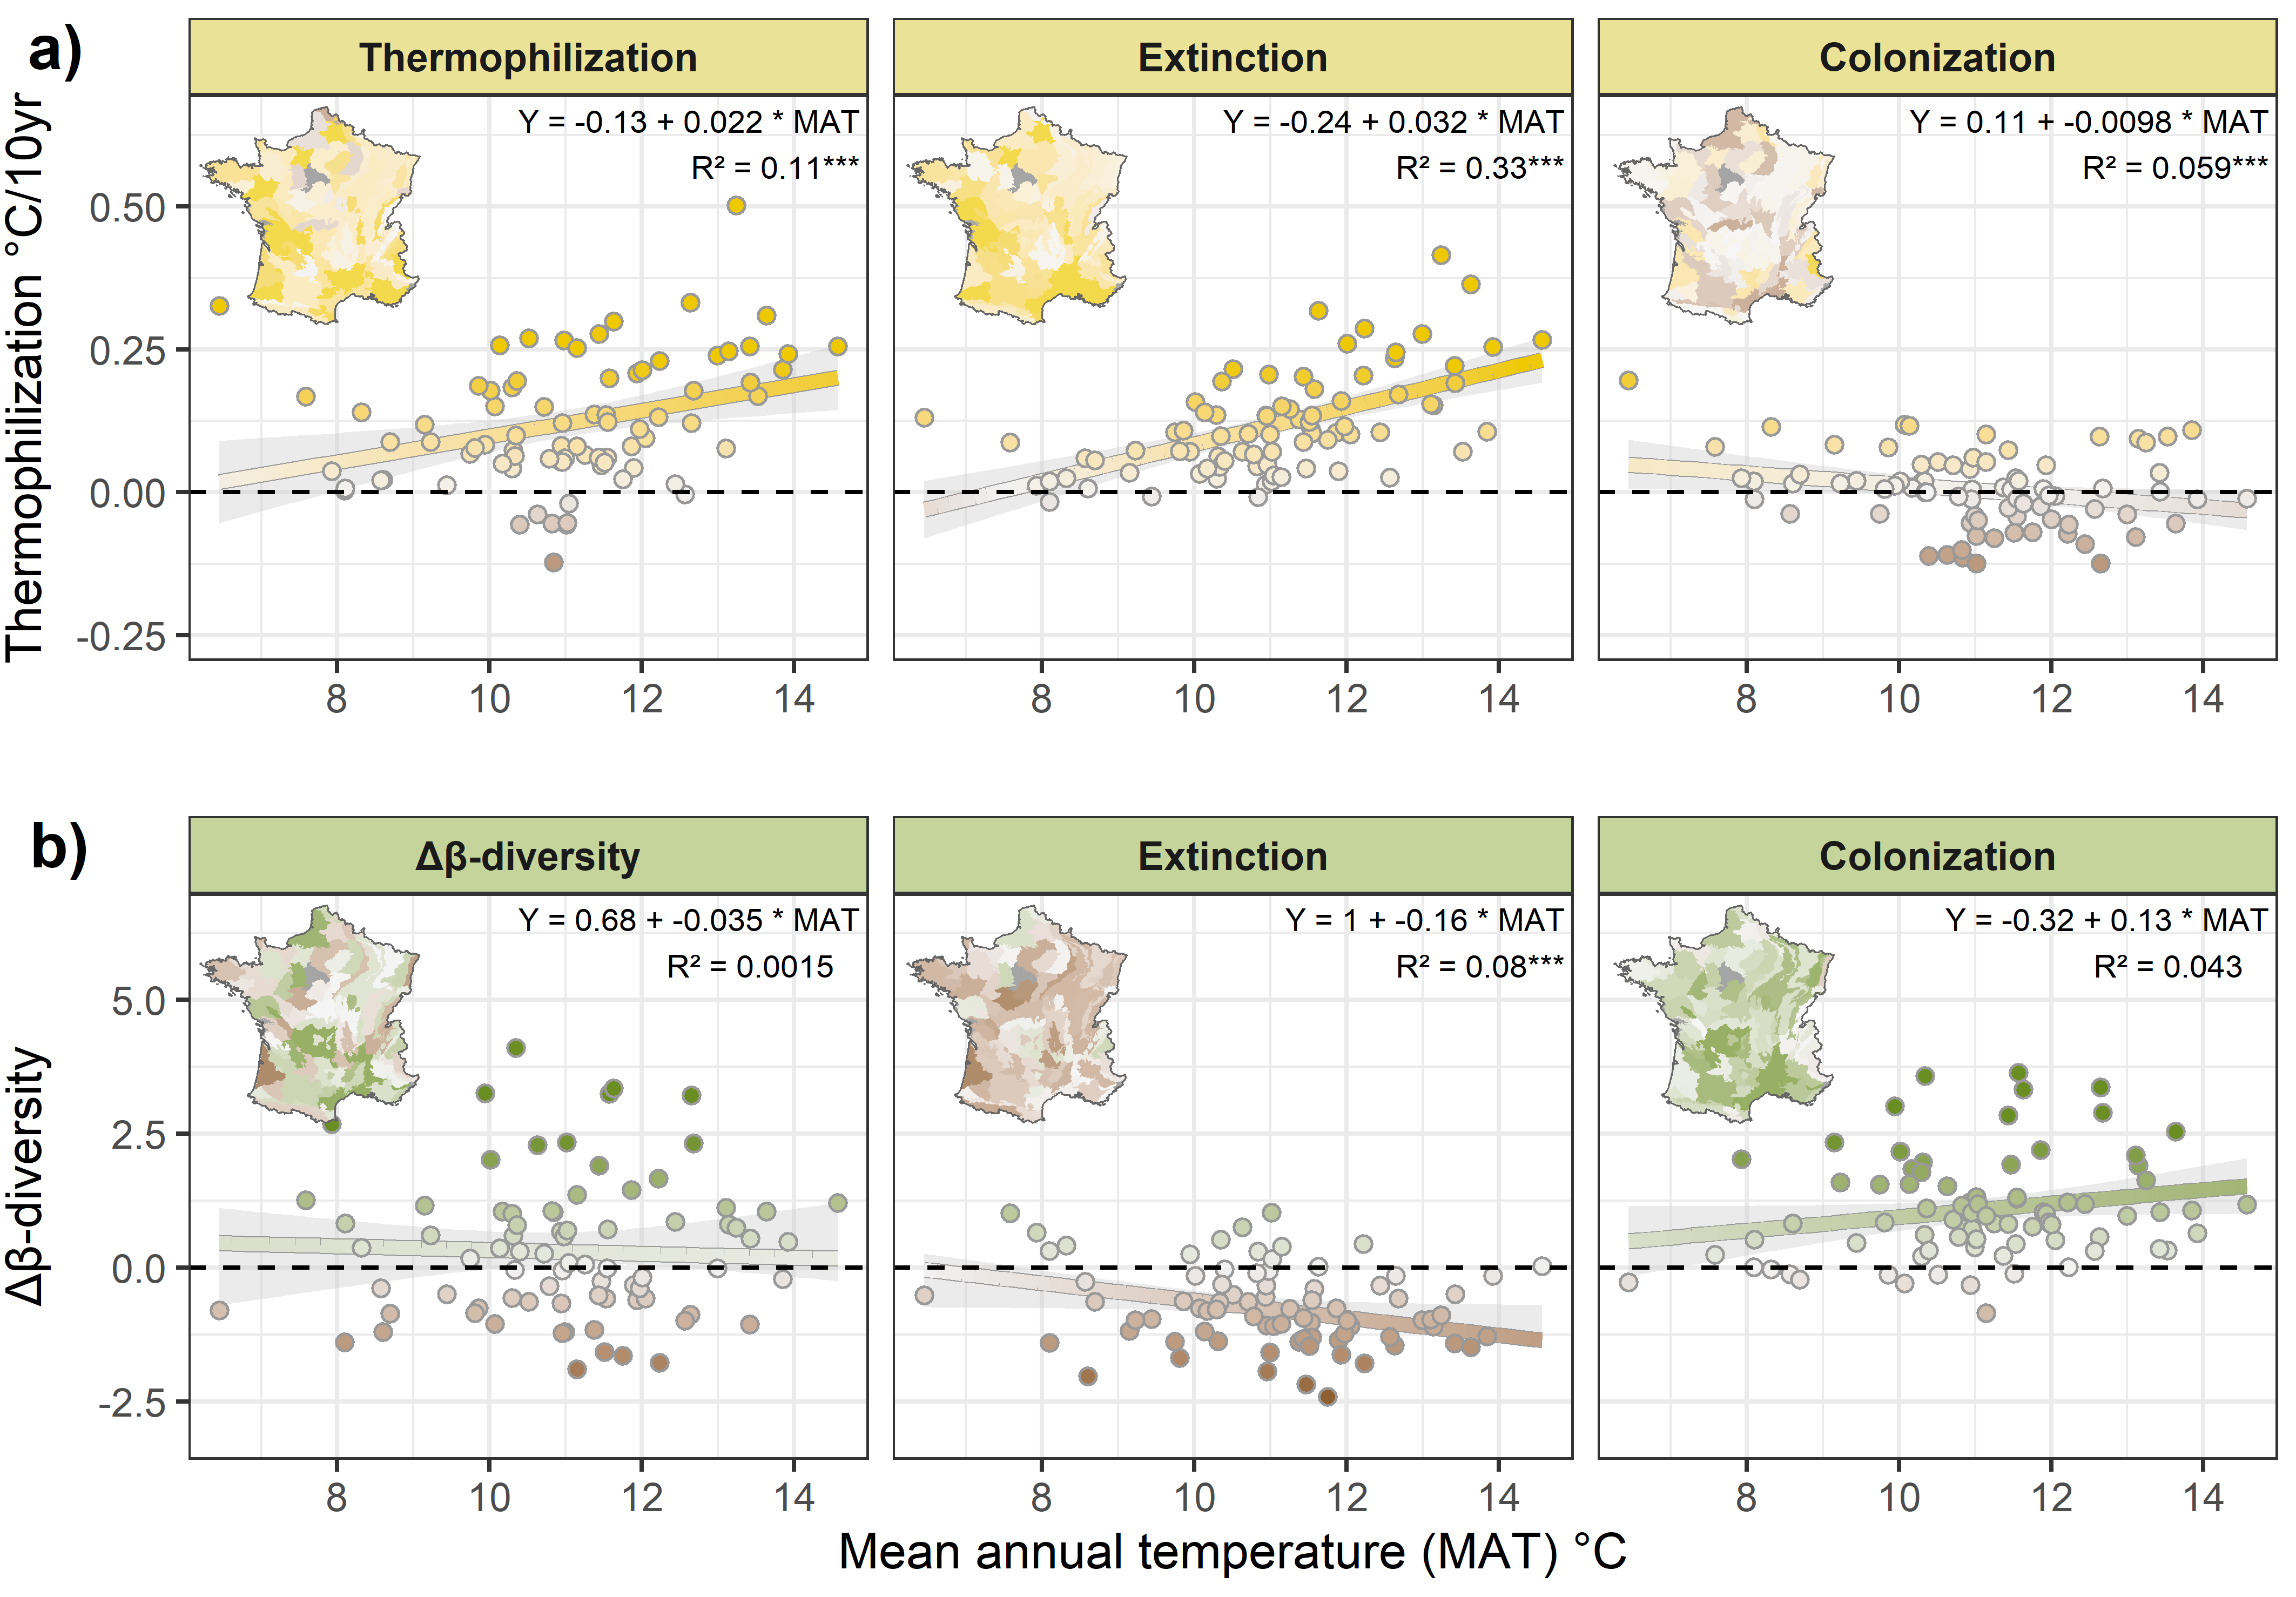 a)
Thermophilization
Extinction
Colonization
Thermophilization °C/10yr
0.50
0.25
0.00
-0.25
Y = -0.13 + 0.022 * MAT
R² = 0.11***
Y = -0.24 + 0.032 * MAT
R² = 0.33***
Y = 0.11 + -0.0098 * MAT
R² = 0.059***
8 10 12 14
8 10 12 14
8 10 12 14
b)
Δβ-diversity
Extinction
Colonization
Δβ-diversity
5.0
2.5
0.0
-2.5
Y = 0.68 + -0.035 * MAT
R² = 0.0015
Y = 1 + -0.16 * MAT
R² = 0.08***
Y = -0.32 + 0.13 * MAT
R² = 0.043
8 10 12 14
8 10 12 14
8 10 12 14
Mean annual temperature (MAT) °C